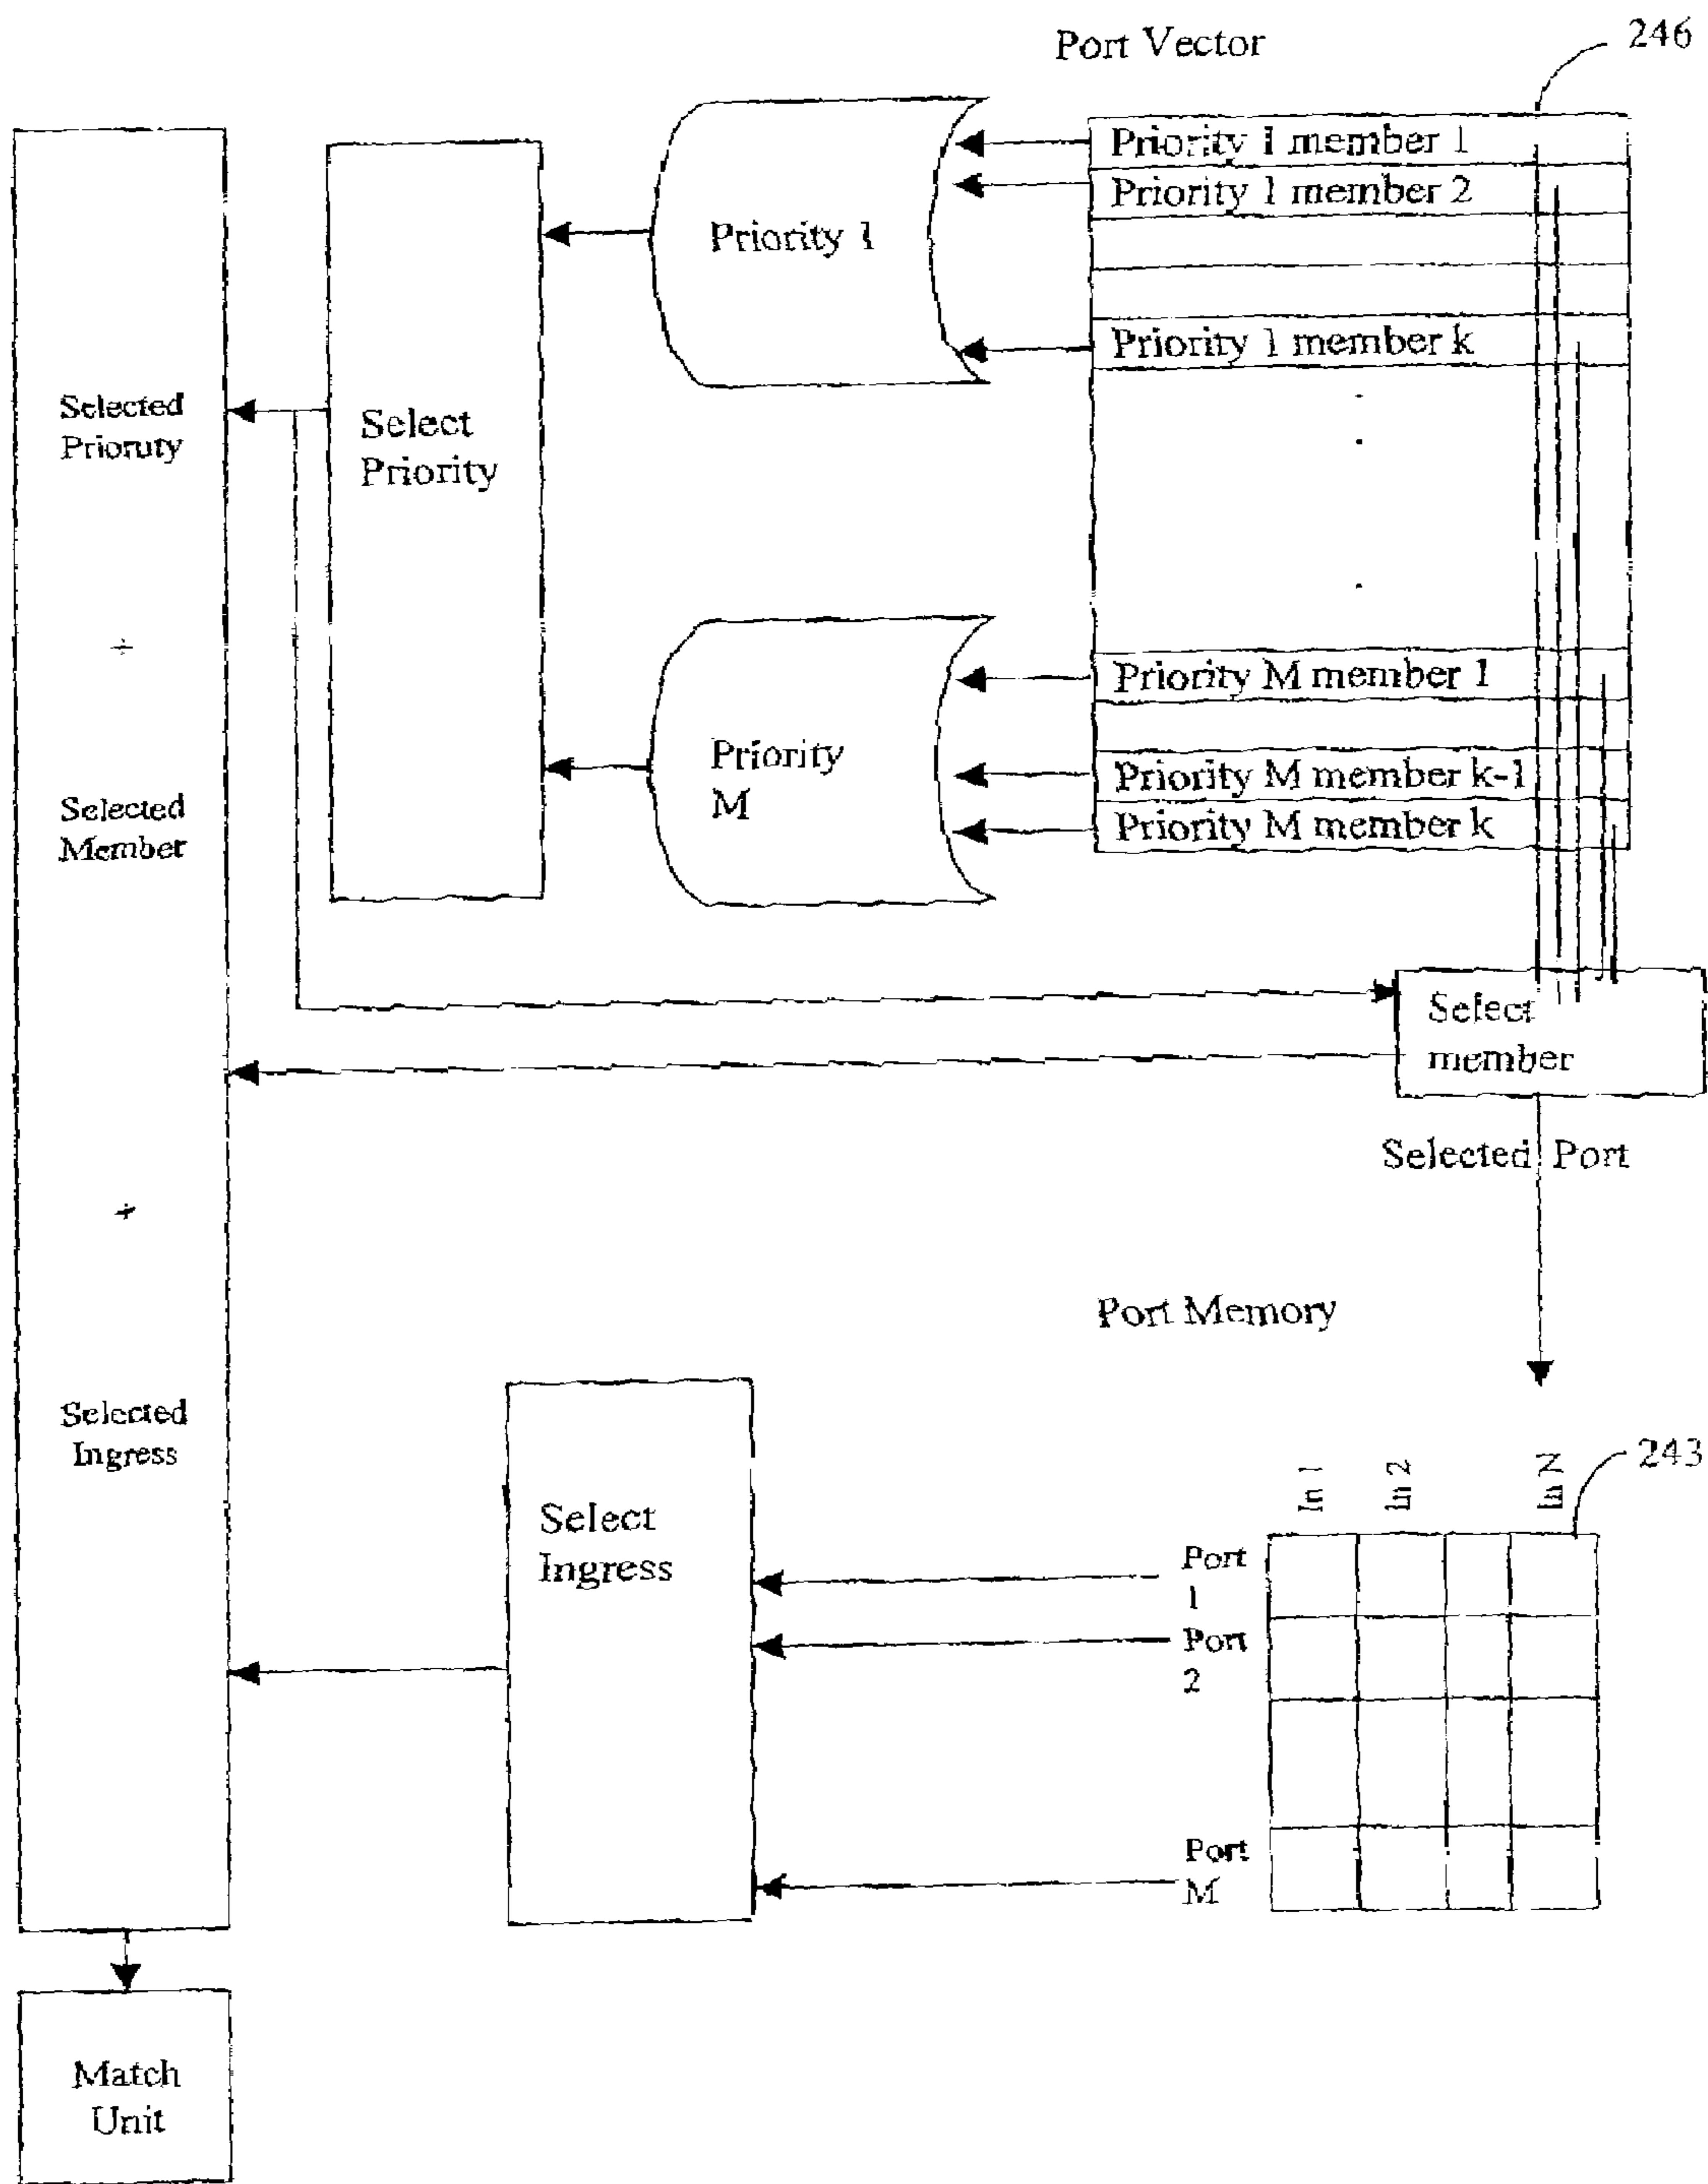 Port Vector
246
Priority 1 member 1
Priority 1 member 2
Priority 1
Priority 1 member k
Selected
Prioruty
Select
Priority
+
Priority M member 1
Priority
M
Priority M member k-1
Priority M member k
Selected
Member
Select
member
Selected Port
+
Port Memory
Selected
Ingress
In 1
In 2
In N
243
Select
Ingress
Port
1
Port
2
Port
M
Match
Unit